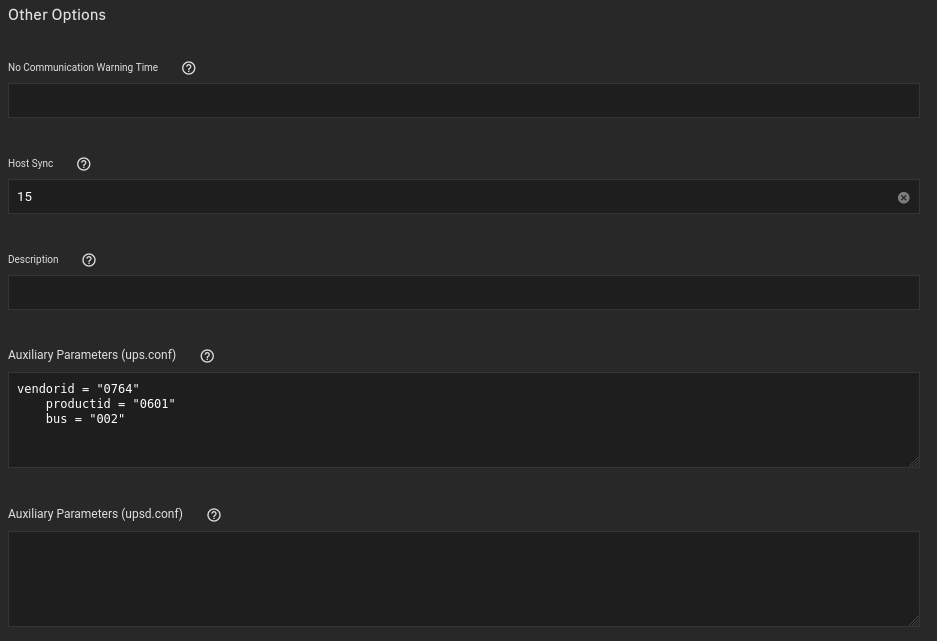 Other Options
No Communication Warning Time
Host Sync
15
Description
Auxiliary Parameters (ups.conf)
vendorid = "0764"
    productid = "0601"
    bus = "002"
Auxiliary Parameters (upsd.conf)